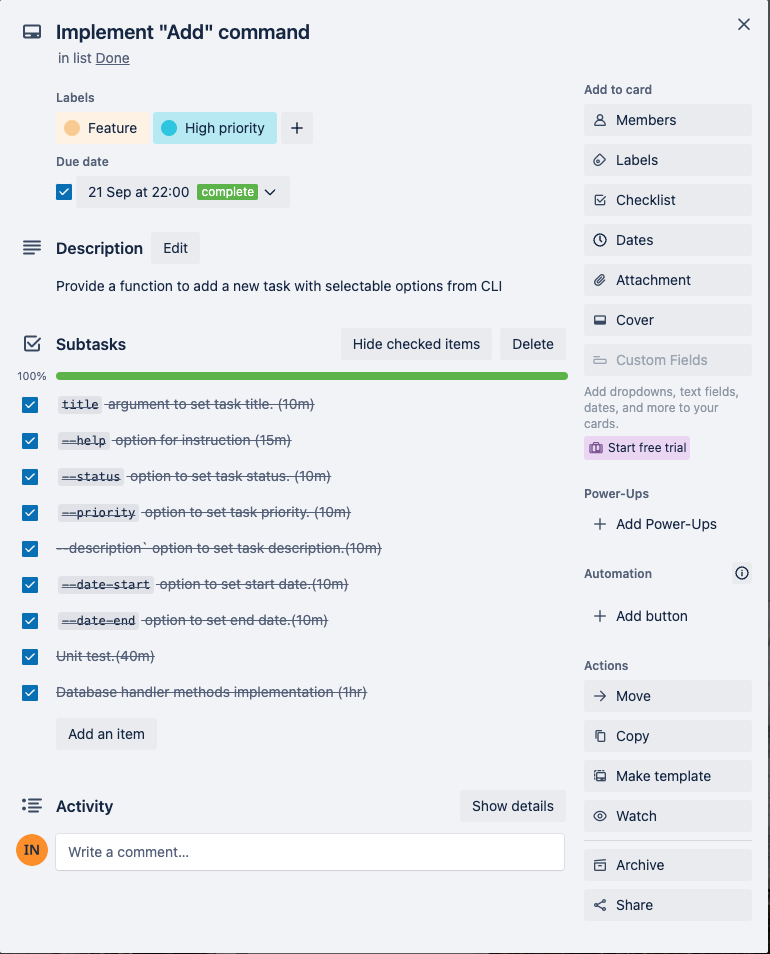 Implement "Add" command
in list Done
Labels
Feature
High priority
Due date
21 Sep at 22:00 complete
Description
Edit
Provide a function to add a new task with selectable options from CLI
Subtasks
Hide checked items
Delete
100%
title argument to set task title. (10m)
--help option for instruction (15m)
--status option to set task status. (10m)
--priority option to set task priority. (10m)
--description` option to set task description.(10m)
--date-start option to set start date.(10m)
--date-end option to set end date.(10m)
Unit test.(40m)
Database handler methods implementation (1hr)
Add an item
Activity
Show details
IN
Write a comment...
Add to card
Members
Labels
Checklist
Dates
Attachment
Cover
Custom Fields
Add dropdowns, text fields,
dates, and more to your
cards.
Start free trial
Power-Ups
Add Power-Ups
Automation
Add button
Actions
Move
Copy
Make template
Watch
Archive
Share